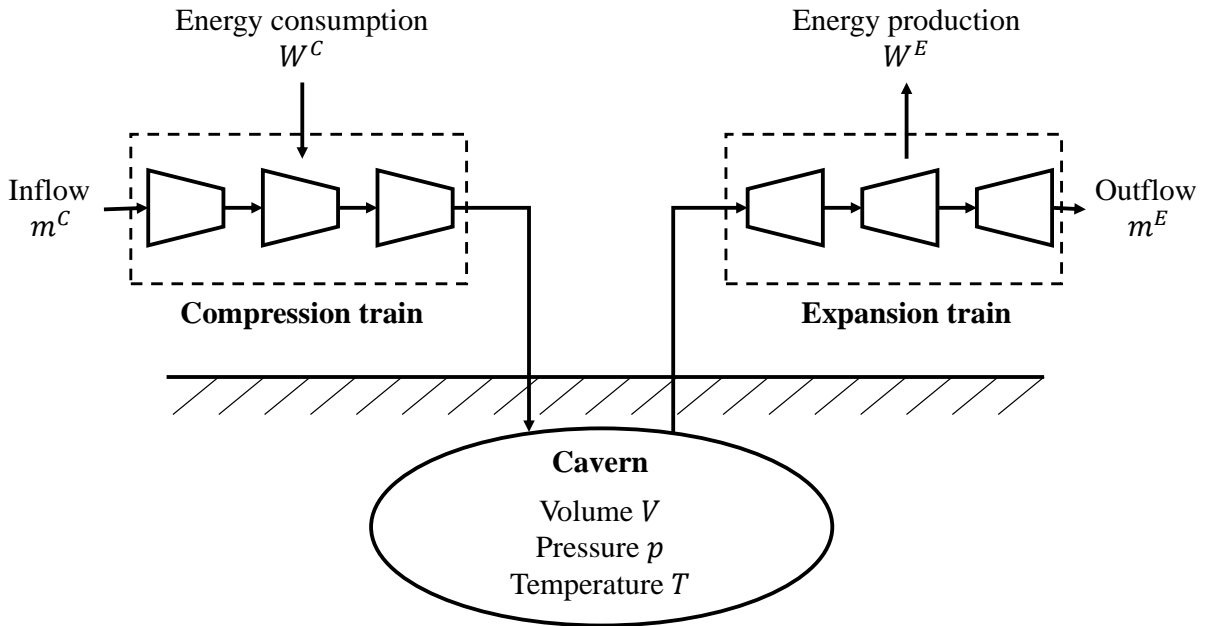 Energy consumption
W^C
Energy production
W^E
Inflow
m^C
Outflow
m^E
Compression train
Expansion train
Cavern
Volume V
Pressure p
Temperature T